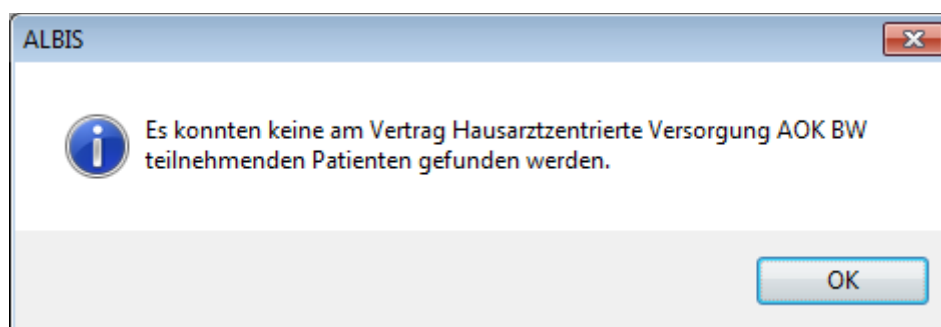 ALBIS
Es konnten keine am Vertrag Hausarztzentrierte Versorgung AOK BW
teilnehmenden Patienten gefunden werden.
OK